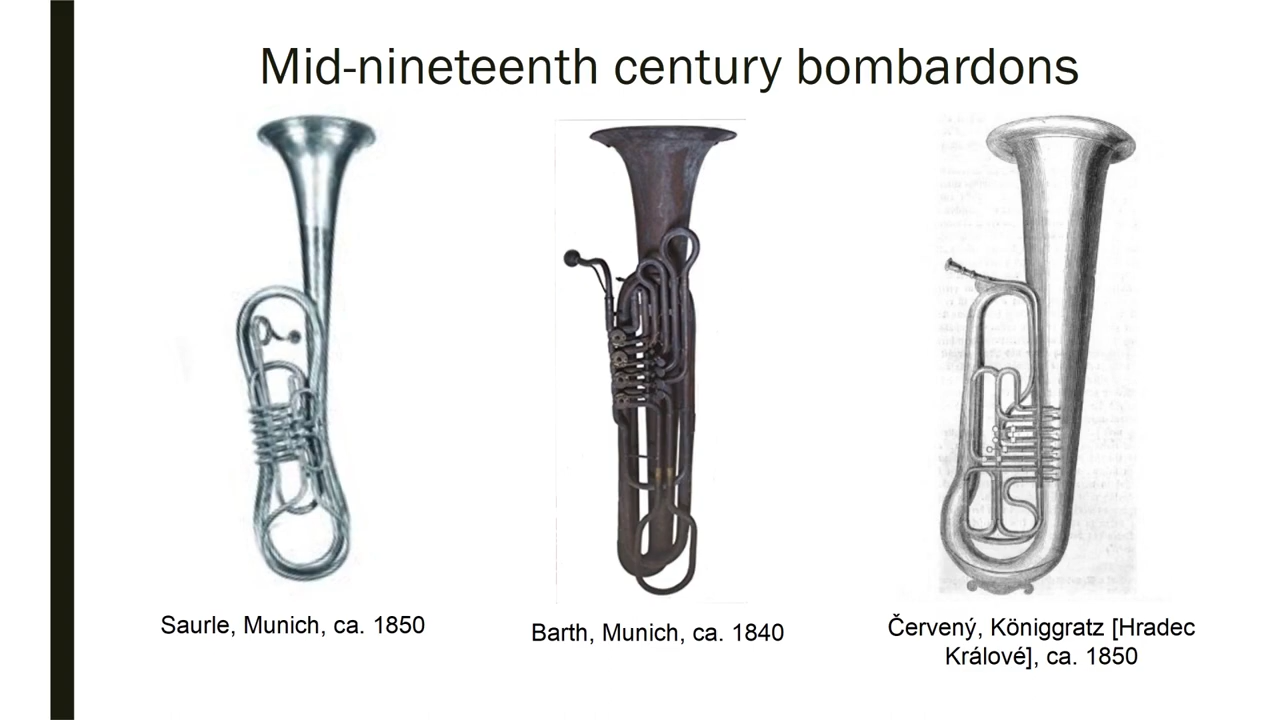 Mid-nineteenth century bombardons
Saurle, Munich, ca. 1850
Barth, Munich, ca. 1840
Červený, Königgratz [Hradec
Králové], ca. 1850